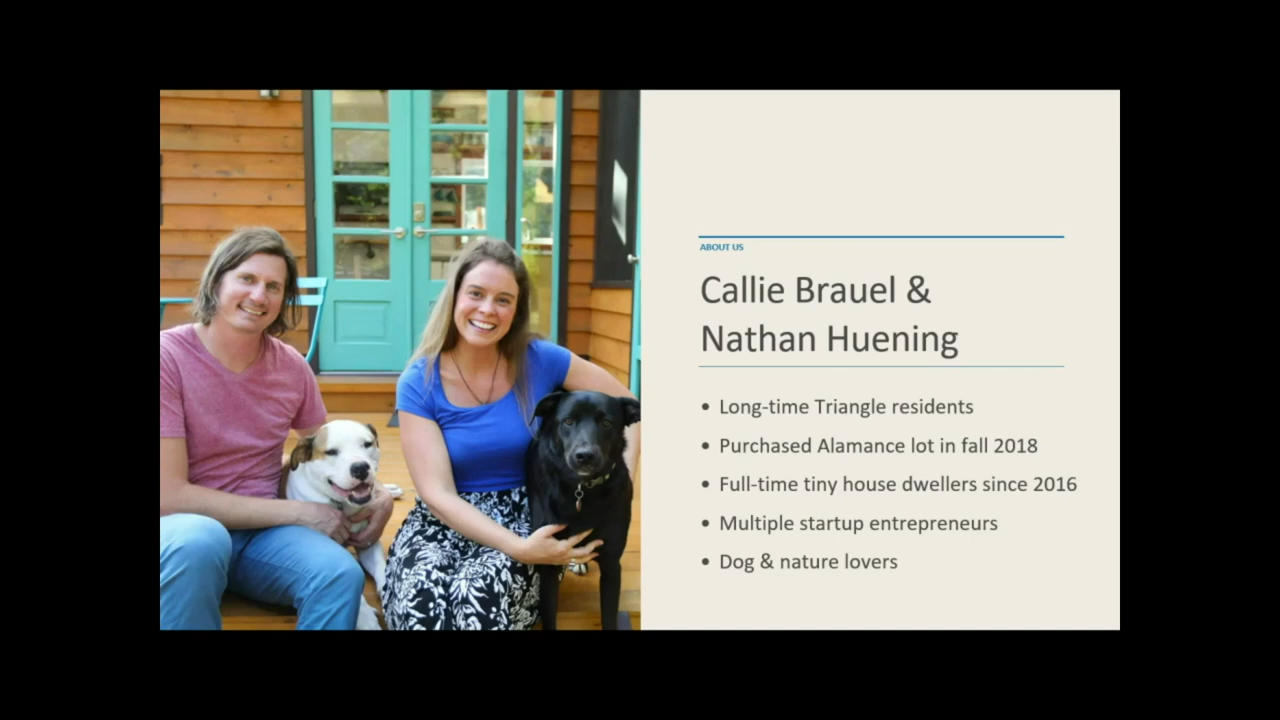 ABOUT US
Callie Brauel &
Nathan Huening
• Long-time Triangle residents
• Purchased Alamance lot in fall 2018
• Full-time tiny house dwellers since 2016
• Multiple startup entrepreneurs
• Dog & nature lovers